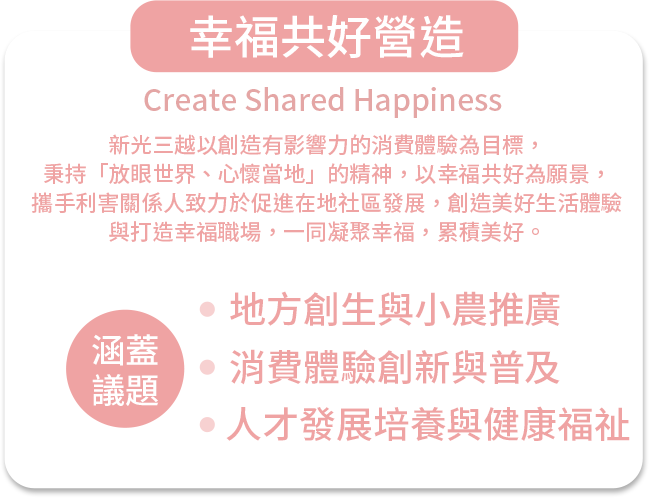 幸福共好營造
Create Shared Happiness
新光三越以創造有影響力的消費體驗為目標，
秉持「放眼世界、心懷當地」的精神，以幸福共好為願景，
攜手利害關係人致力於促進在地社區發展，創造美好生活體驗
與打造幸福職場，一同凝聚幸福，累積美好。
涵蓋
議題
• 地方創生與小農推廣
• 消費體驗創新與普及
• 人才發展培養與健康福祉